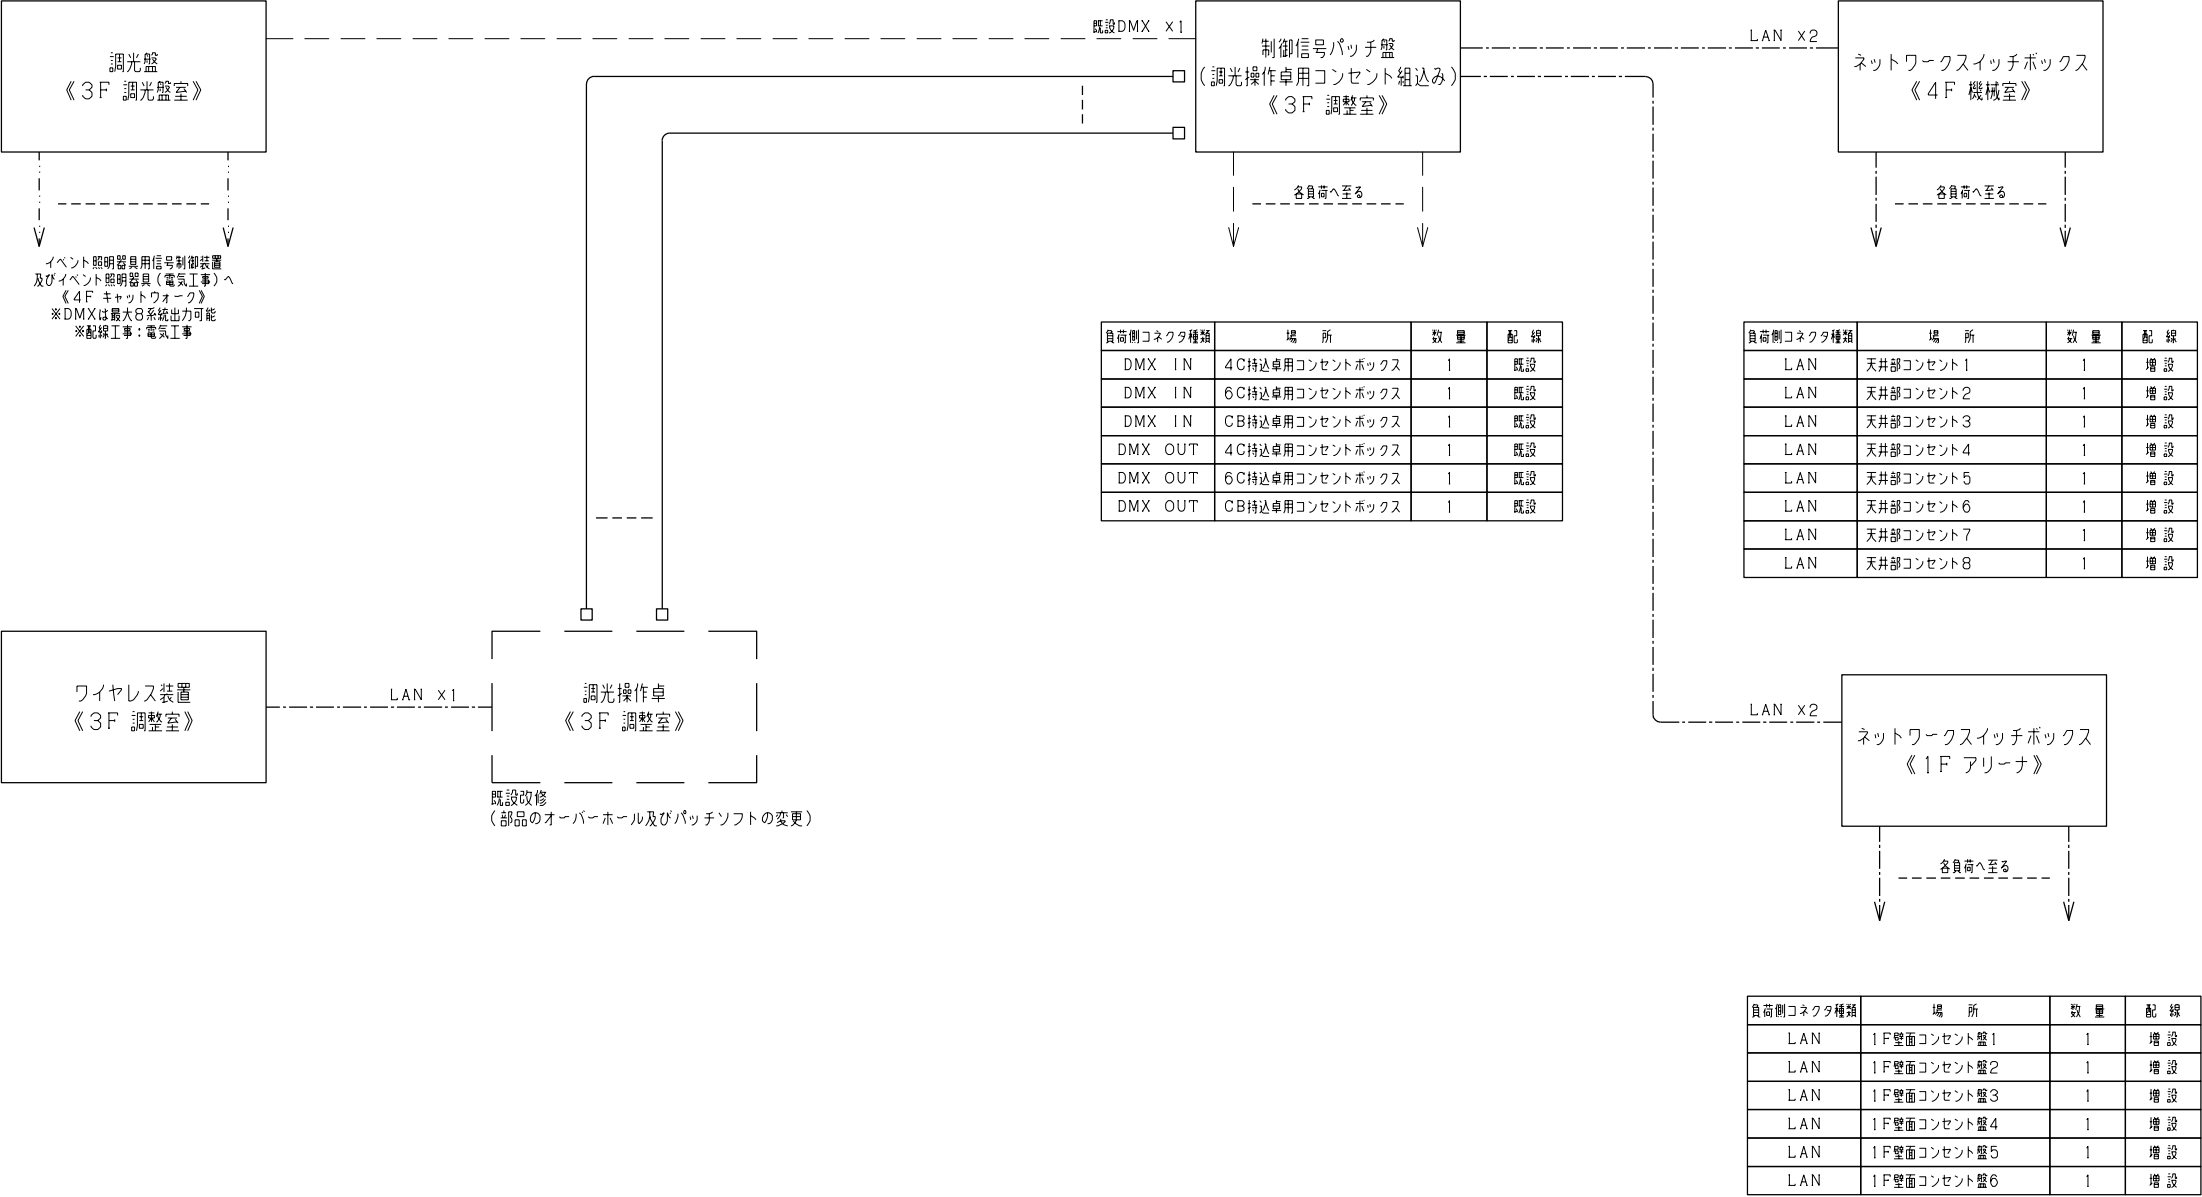 調光盤
《３Ｆ 調光盤室》
イベント照明器具用信号制御装置
及びイベント照明器具（電気工事）へ
《４Ｆ キャットウォーク》
※ＤＭＸは最大８系統出力可能
※配線工事：電気工事
既設ＤＭＸ ×１
制御信号パッチ盤
（調光操作卓用コンセント組込み）
《３Ｆ 調整室》
各負荷へ至る
ＬＡＮ ×２
ネットワークスイッチボックス
《４Ｆ 機械室》
各負荷へ至る
負荷側コネクタ種類 場 所 数 量 配 線
ＤＭＸ ＩＮ ４Ｃ持込卓用コンセントボックス １ 既設
ＤＭＸ ＩＮ ６Ｃ持込卓用コンセントボックス １ 既設
ＤＭＸ ＩＮ ＣＢ持込卓用コンセントボックス １ 既設
ＤＭＸ ＯＵＴ ４Ｃ持込卓用コンセントボックス １ 既設
ＤＭＸ ＯＵＴ ６Ｃ持込卓用コンセントボックス １ 既設
ＤＭＸ ＯＵＴ ＣＢ持込卓用コンセントボックス １ 既設
負荷側コネクタ種類 場 所 数 量 配 線
ＬＡＮ 天井部コンセント１ １ 増 設
ＬＡＮ 天井部コンセント２ １ 増 設
ＬＡＮ 天井部コンセント３ １ 増 設
ＬＡＮ 天井部コンセント４ １ 増 設
ＬＡＮ 天井部コンセント５ １ 増 設
ＬＡＮ 天井部コンセント６ １ 増 設
ＬＡＮ 天井部コンセント７ １ 増 設
ＬＡＮ 天井部コンセント８ １ 増 設
ワイヤレス装置
《３Ｆ 調整室》
ＬＡＮ ×１
調光操作卓
《３Ｆ 調整室》
既設改修
（部品のオーバーホール及びパッチソフトの変更）
ＬＡＮ ×２
ネットワークスイッチボックス
《１Ｆ アリーナ》
各負荷へ至る
負荷側コネクタ種類 場 所 数 量 配 線
ＬＡＮ １Ｆ壁面コンセント盤１ １ 増 設
ＬＡＮ １Ｆ壁面コンセント盤２ １ 増 設
ＬＡＮ １Ｆ壁面コンセント盤３ １ 増 設
ＬＡＮ １Ｆ壁面コンセント盤４ １ 増 設
ＬＡＮ １Ｆ壁面コンセント盤５ １ 増 設
ＬＡＮ １Ｆ壁面コンセント盤６ １ 増 設